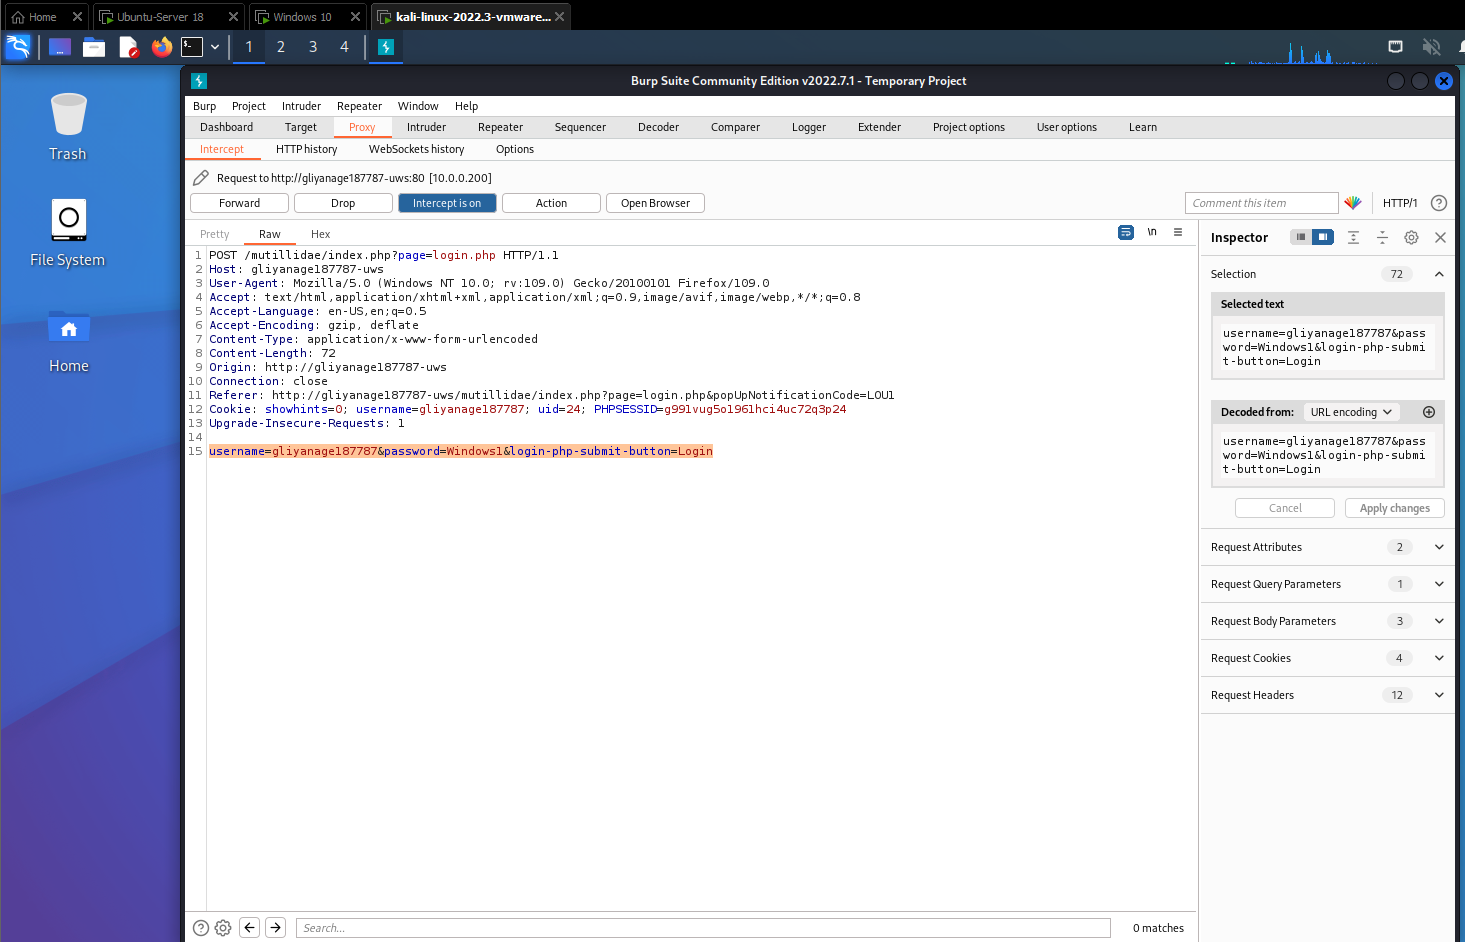 Home
Ubuntu-Server 18
Windows 10
kali-linux-2022.3-vmware...
1 2 3 4
Trash
File System
Home
Burp Suite Community Edition v2022.7.1 - Temporary Project
Burp Project Intruder Repeater Window Help
Dashboard Target Proxy Intruder Repeater Sequencer Decoder Comparer Logger Extender Project options User options Learn
Intercept HTTP history WebSockets history Options
Request to http://gliyanage187787-uws:80 [10.0.0.200]
Forward Drop Intercept is on Action Open Browser Comment this item HTTP/1 ?
Pretty Raw Hex \n
1 POST /mutillidae/index.php?page=login.php HTTP/1.1
2 Host: gliyanage187787-uws
3 User-Agent: Mozilla/5.0 (Windows NT 10.0; rv:109.0) Gecko/20100101 Firefox/109.0
4 Accept: text/html,application/xhtml+xml,application/xml;q=0.9,image/avif,image/webp,*/*;q=0.8
5 Accept-Language: en-US,en;q=0.5
6 Accept-Encoding: gzip, deflate
7 Content-Type: application/x-www-form-urlencoded
8 Content-Length: 72
9 Origin: http://gliyanage187787-uws
10 Connection: close
11 Referer: http://gliyanage187787-uws/mutillidae/index.php?page=login.php&popUpNotificationCode=LOU1
12 Cookie: showhints=0; username=gliyanage187787; uid=24; PHPSESSID=g991vug5o1961hci4uc72q3p24
13 Upgrade-Insecure-Requests: 1
14
15 username=gliyanage187787&password=Windows1&login-php-submit-button=Login
Inspector
Selection 72
Selected text
username=gliyanage187787&pass
word=Windows1&login-php-submi
t-button=Login
Decoded from: URL encoding
username=gliyanage187787&pass
word=Windows1&login-php-submi
t-button=Login
Cancel Apply changes
Request Attributes 2
Request Query Parameters 1
Request Body Parameters 3
Request Cookies 4
Request Headers 12
? Search... 0 matches